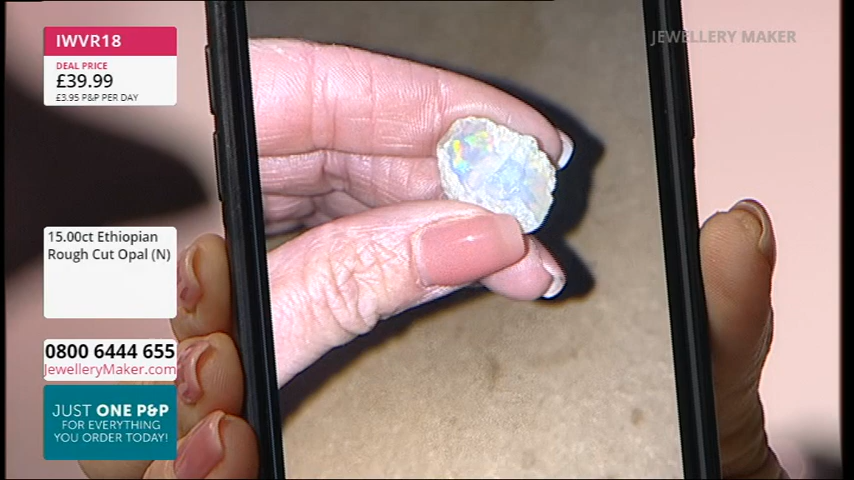 IWVR18
DEAL PRICE
£39.99
£3.95 P&P PER DAY
JEWELLERY MAKER
15.00ct Ethiopian
Rough Cut Opal (N)
0800 6444 655
JewelleryMaker.com
JUST ONE P&P
FOR EVERYTHING
YOU ORDER TODAY!